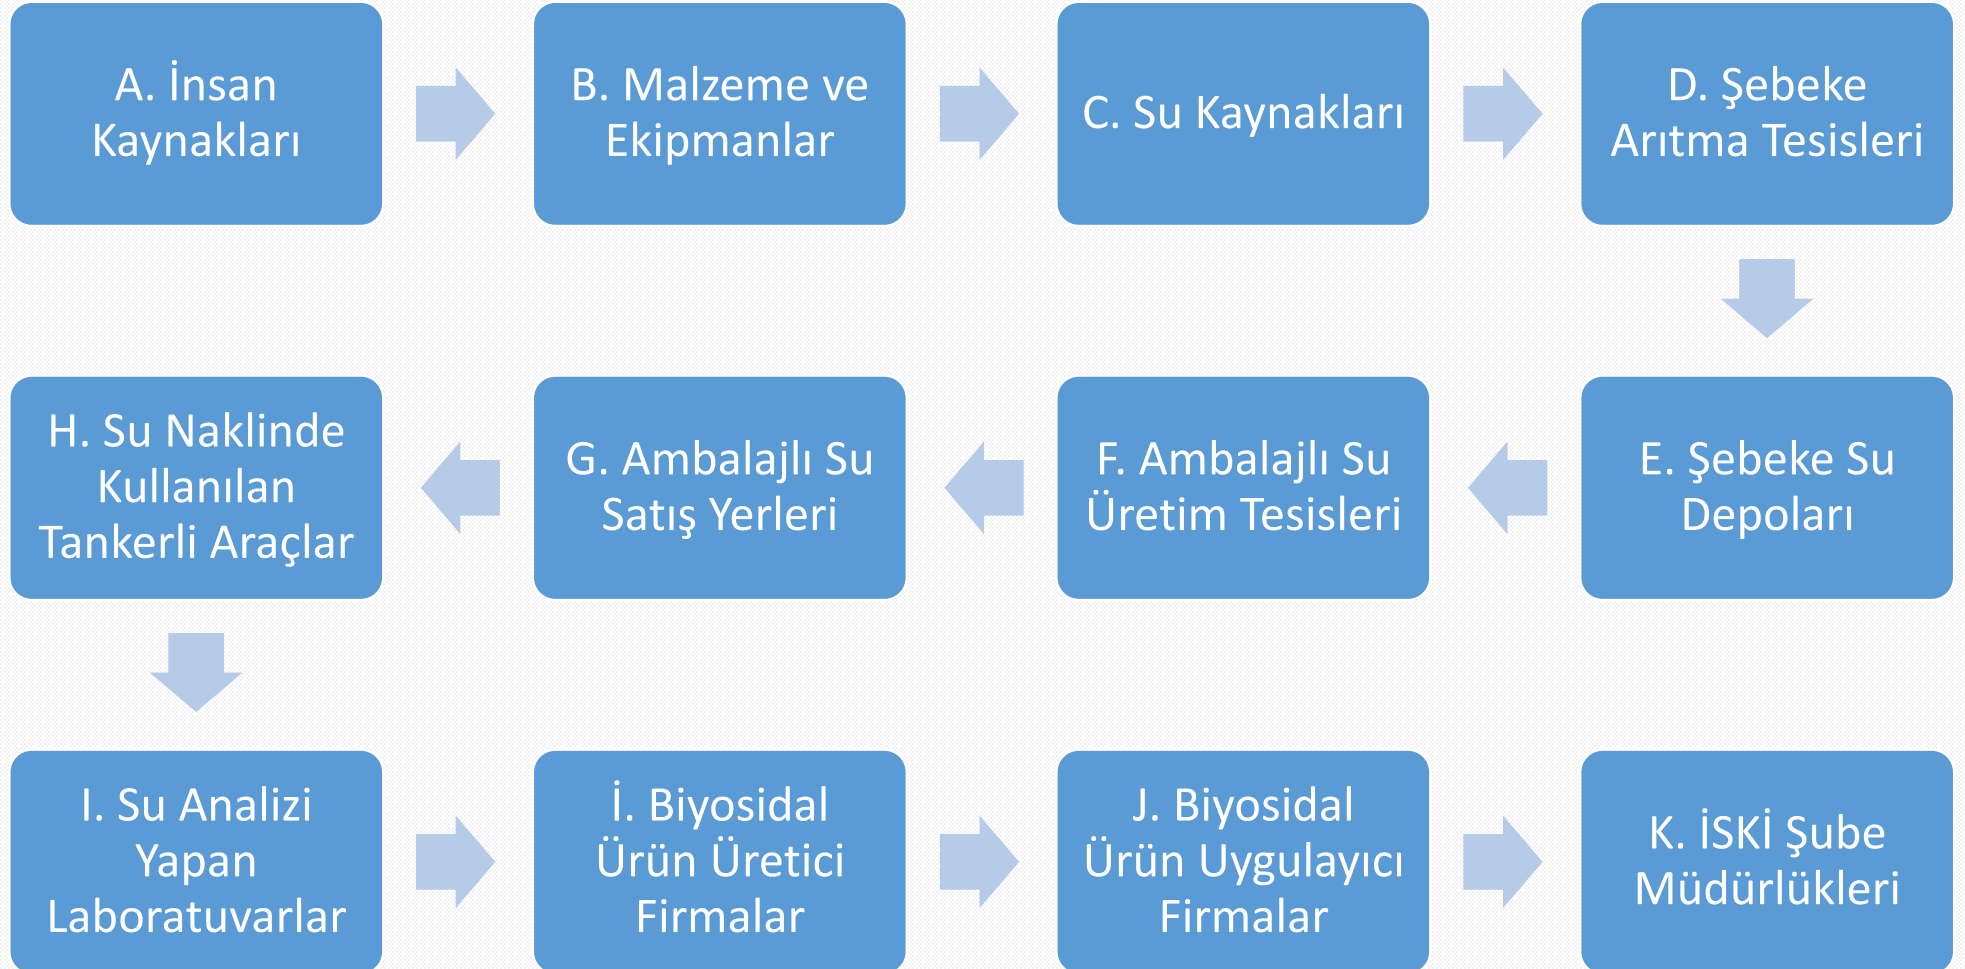 A. İnsan
Kaynakları
B. Malzeme ve
Ekipmanlar
C. Su Kaynakları
D. Şebeke
Arıtma Tesisleri
E. Şebeke Su
Depoları
F. Ambalajlı Su
Üretim Tesisleri
G. Ambalajlı Su
Satış Yerleri
H. Su Naklinde
Kullanılan
Tankerli Araçlar
I. Su Analizi
Yapan
Laboratuvarlar
İ. Biyosidal
Ürün Üretici
Firmalar
J. Biyosidal
Ürün Uygulayıcı
Firmalar
K. İSKİ Şube
Müdürlükleri